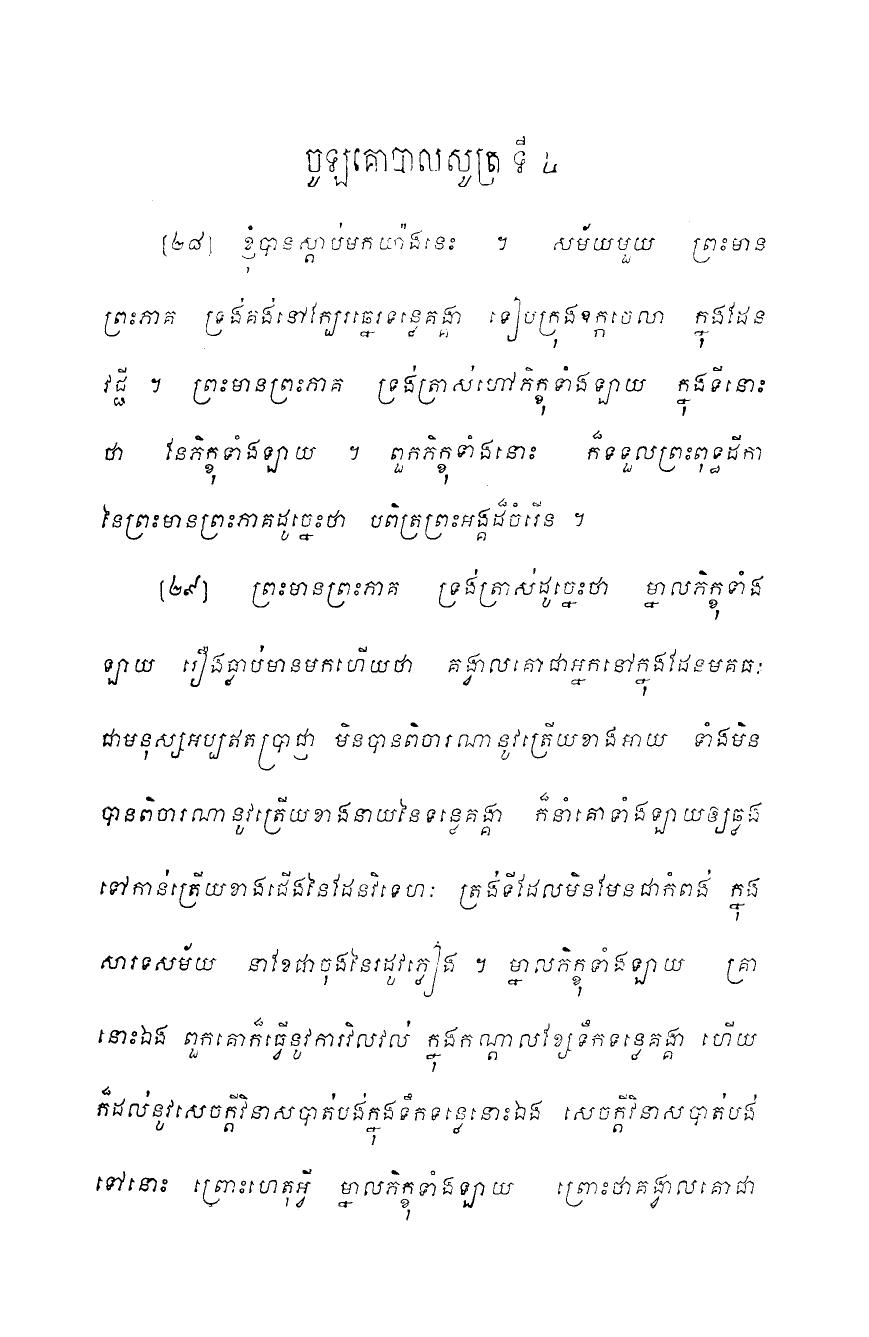 ចូឡគោបាលសូត្រ ទី ៤
[២៨] ខ្ញុំបានស្តាប់មកយ៉ាងនេះ ។ សម័យមួយ ព្រះមាន
ព្រះភាគ ទ្រង់គង់នៅក្បែរឆ្នេរទន្លេគង្គា ទៀបក្រុងឧក្កចេលា ក្នុងដែន
វជ្ជី ។ ព្រះមានព្រះភាគ ទ្រង់ត្រាស់ហៅភិក្ខុទាំងឡាយ ក្នុងទីនោះ
ថា នែភិក្ខុទាំងឡាយ ។ ពួកភិក្ខុទាំងនោះ ក៏ទទួលព្រះពុទ្ធដីកា
នៃព្រះមានព្រះភាគដូច្នេះថា បពិត្រព្រះអង្គដ៏ចំរើន ។
[២៩] ព្រះមានព្រះភាគ ទ្រង់ត្រាស់ដូច្នេះថា ម្នាលភិក្ខុទាំង
ឡាយ រឿងធ្លាប់មានមកហើយថា គង្វាលគោជាអ្នកនៅក្នុងដែនមគធៈ
ជាមនុស្សអប្បឥតប្រាជ្ញា មិនបានពិចារណានូវត្រើយខាងអាយ ទាំងមិន
បានពិចារណានូវត្រើយខាងនាយនៃទន្លេគង្គា ក៏នាំគោទាំងឡាយឲ្យឆ្លង
ទៅកាន់ត្រើយខាងជើងនៃដែនវិទេហៈ ត្រង់ទីដែលមិនមែនជាកំពង់ ក្នុង
សារទសម័យ នាខែជាចុងនៃរដូវភ្លៀង ។ ម្នាលភិក្ខុទាំងឡាយ គ្រា
នោះឯង ពួកគោក៏ធ្វើនូវការវិលវល់ ក្នុងកណ្តាលខ្សែទឹកទន្លេគង្គា ហើយ
ក៏ដល់នូវសេចក្តីវិនាសបាត់បង់ក្នុងទឹកទន្លេនោះឯង សេចក្តីវិនាសបាត់បង់
ទៅនោះ ព្រោះហេតុអ្វី ម្នាលភិក្ខុទាំងឡាយ ព្រោះថាគង្វាលគោជា